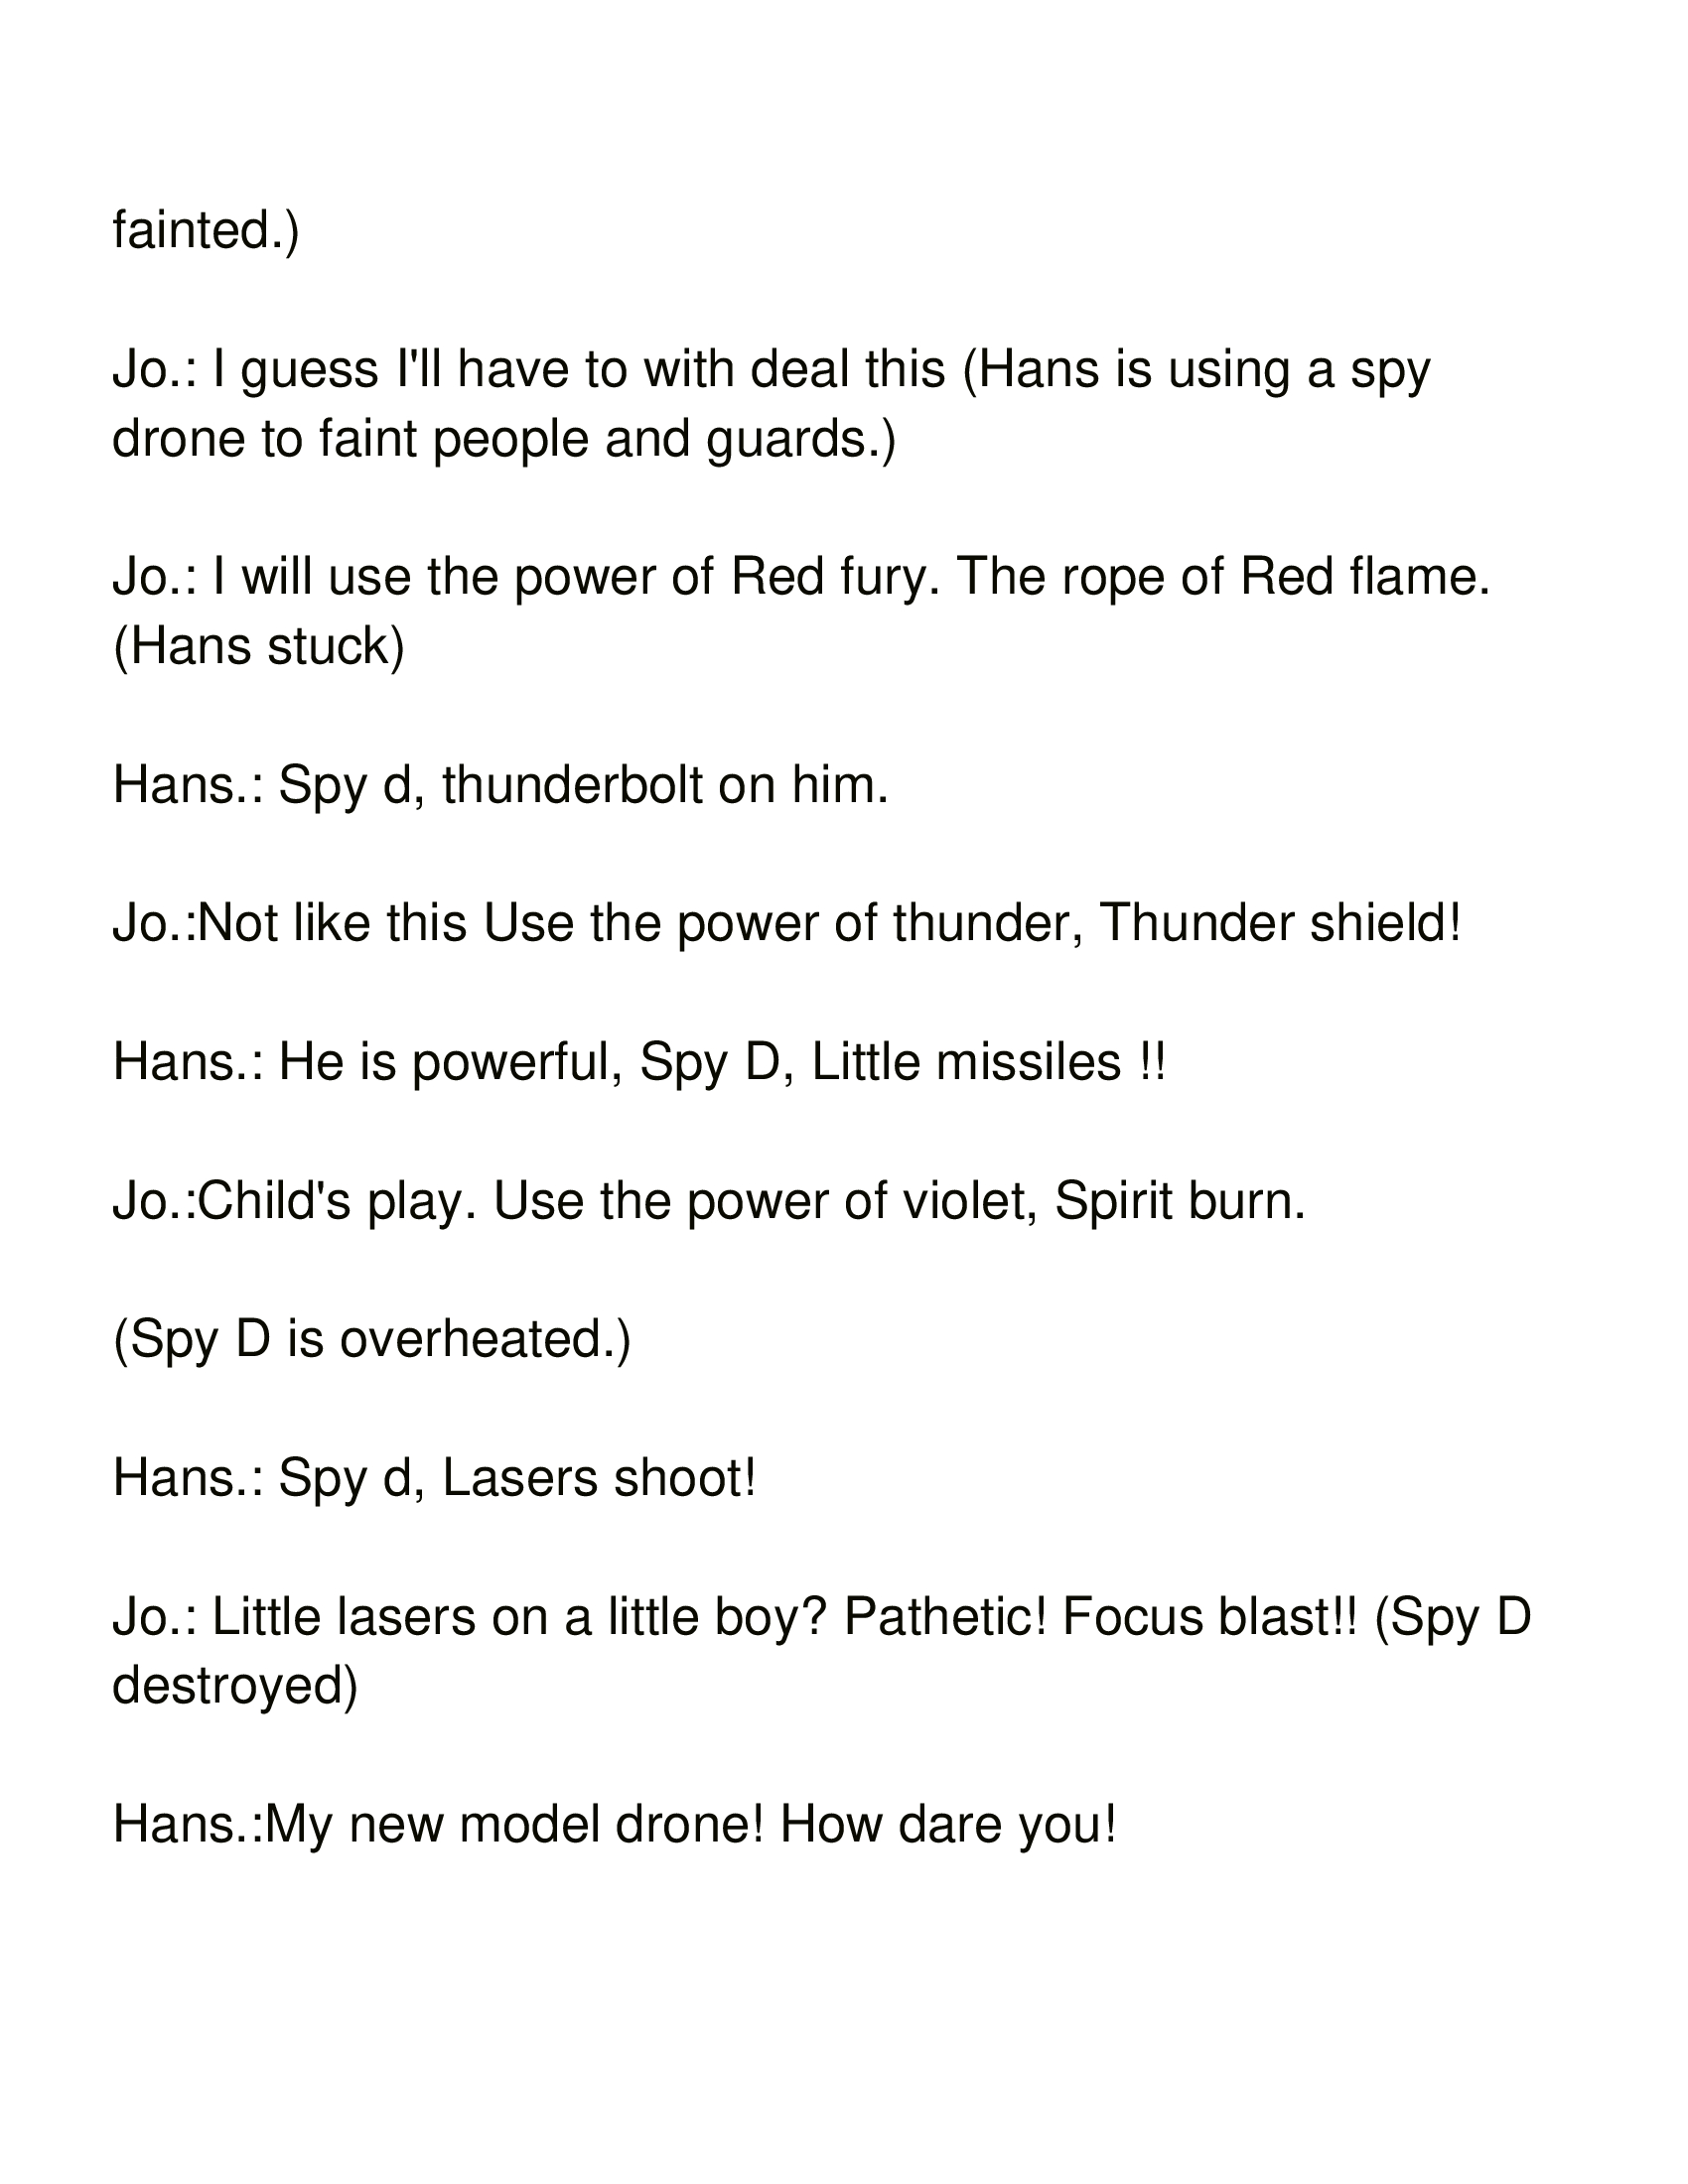 fainted.)
Jo.: I guess I'll have to with deal this (Hans is using a spy
drone to faint people and guards.)
Jo.: I will use the power of Red fury. The rope of Red flame.
(Hans stuck)
Hans.: Spy d, thunderbolt on him.
Jo.:Not like this Use the power of thunder, Thunder shield!
Hans.: He is powerful, Spy D, Little missiles !!
Jo.:Child's play. Use the power of violet, Spirit burn.
(Spy D is overheated.)
Hans.: Spy d, Lasers shoot!
Jo.: Little lasers on a little boy? Pathetic! Focus blast!! (Spy D
destroyed)
Hans.:My new model drone! How dare you!